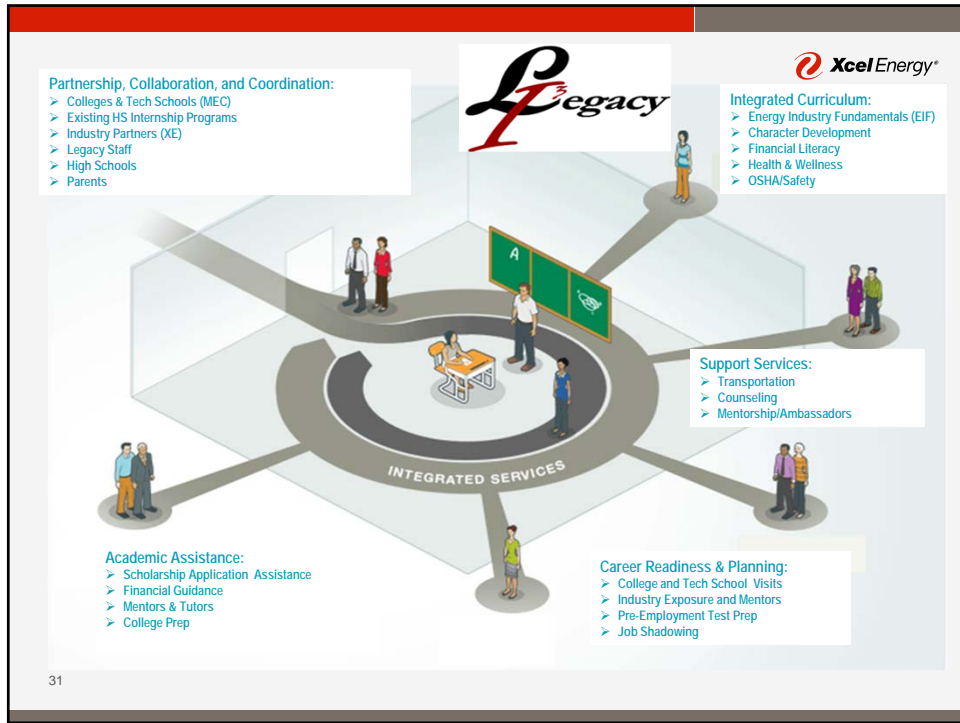 Partnership, Collaboration, and Coordination:
➢ Colleges & Tech Schools (MEC)
➢ Existing HS Internship Programs
➢ Industry Partners (XE)
➢ Legacy Staff
➢ High Schools
➢ Parents
L I 3 egacy
Xcel Energy®
Integrated Curriculum:
➢ Energy Industry Fundamentals (EIF)
➢ Character Development
➢ Financial Literacy
➢ Health & Wellness
➢ OSHA/Safety
A
Support Services:
➢ Transportation
➢ Counseling
➢ Mentorship/Ambassadors
INTEGRATED SERVICES
Academic Assistance:
➢ Scholarship Application Assistance
➢ Financial Guidance
➢ Mentors & Tutors
➢ College Prep
Career Readiness & Planning:
➢ College and Tech School Visits
➢ Industry Exposure and Mentors
➢ Pre-Employment Test Prep
➢ Job Shadowing
31